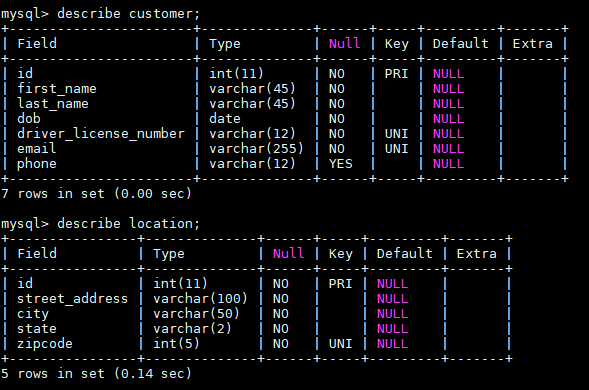 mysql> describe customer;
+-----------------------+--------------+------+-----+---------+-------+
| Field                 | Type         | Null | Key | Default | Extra |
+-----------------------+--------------+------+-----+---------+-------+
| id                    | int(11)      | NO   | PRI | NULL    |       |
| first_name            | varchar(45)  | NO   |     | NULL    |       |
| last_name             | varchar(45)  | NO   |     | NULL    |       |
| dob                   | date         | NO   |     | NULL    |       |
| driver_license_number | varchar(12)  | NO   | UNI | NULL    |       |
| email                 | varchar(255) | NO   | UNI | NULL    |       |
| phone                 | varchar(12)  | YES  |     | NULL    |       |
+-----------------------+--------------+------+-----+---------+-------+
7 rows in set (0.00 sec)

mysql> describe location;
+----------------+--------------+------+-----+---------+-------+
| Field          | Type         | Null | Key | Default | Extra |
+----------------+--------------+------+-----+---------+-------+
| id             | int(11)      | NO   | PRI | NULL    |       |
| street_address | varchar(100) | NO   |     | NULL    |       |
| city           | varchar(50)  | NO   |     | NULL    |       |
| state          | varchar(2)   | NO   |     | NULL    |       |
| zipcode        | int(5)       | NO   | UNI | NULL    |       |
+----------------+--------------+------+-----+---------+-------+
5 rows in set (0.14 sec)